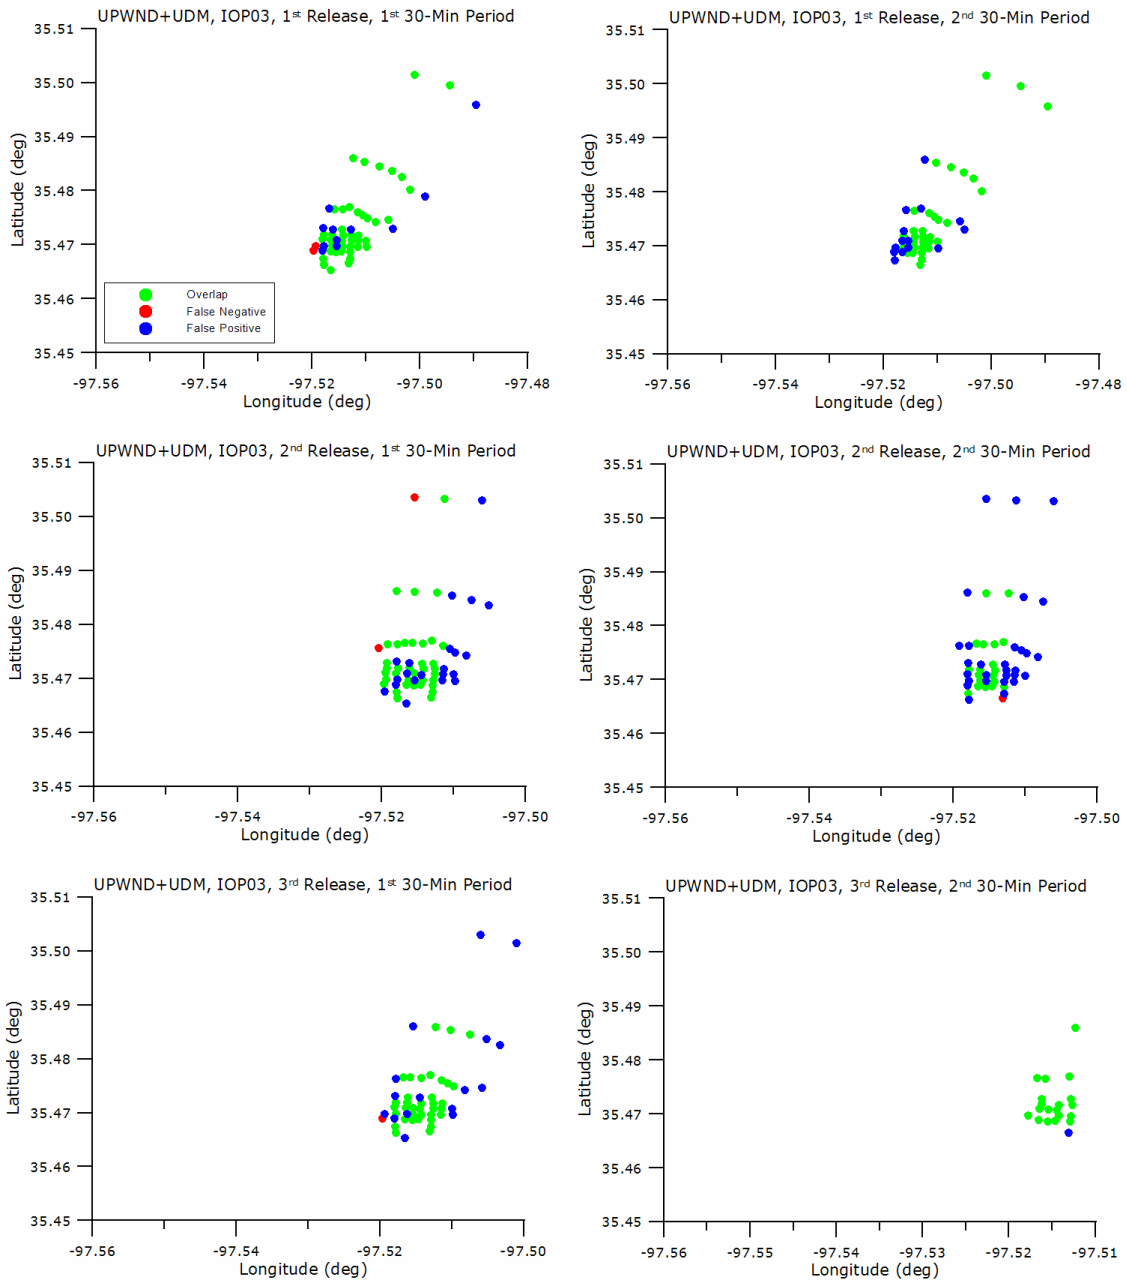 UPWND+UDM, IOP03, 1st Release, 1st 30-Min Period
35.51
35.50
35.49
35.48
35.47
35.46
35.45
Latitude (deg)
Overlap
False Negative
False Positive
-97.56 -97.54 -97.52 -97.50 -97.48
Longitude (deg)
UPWND+UDM, IOP03, 1st Release, 2nd 30-Min Period
35.51
35.50
35.49
35.48
35.47
35.46
35.45
Latitude (deg)
-97.56 -97.54 -97.52 -97.50 -97.48
Longitude (deg)
UPWND+UDM, IOP03, 2nd Release, 1st 30-Min Period
35.51
35.50
35.49
35.48
35.47
35.46
35.45
Latitude (deg)
-97.56 -97.54 -97.52 -97.50
Longitude (deg)
UPWND+UDM, IOP03, 2nd Release, 2nd 30-Min Period
35.51
35.50
35.49
35.48
35.47
35.46
35.45
Latitude (deg)
-97.56 -97.54 -97.52 -97.50
Longitude (deg)
UPWND+UDM, IOP03, 3rd Release, 1st 30-Min Period
35.51
35.50
35.49
35.48
35.47
35.46
35.45
Latitude (deg)
-97.56 -97.54 -97.52 -97.50
Longitude (deg)
UPWND+UDM, IOP03, 3rd Release, 2nd 30-Min Period
35.51
35.50
35.49
35.48
35.47
35.46
35.45
Latitude (deg)
-97.56 -97.55 -97.54 -97.53 -97.52 -97.51
Longitude (deg)